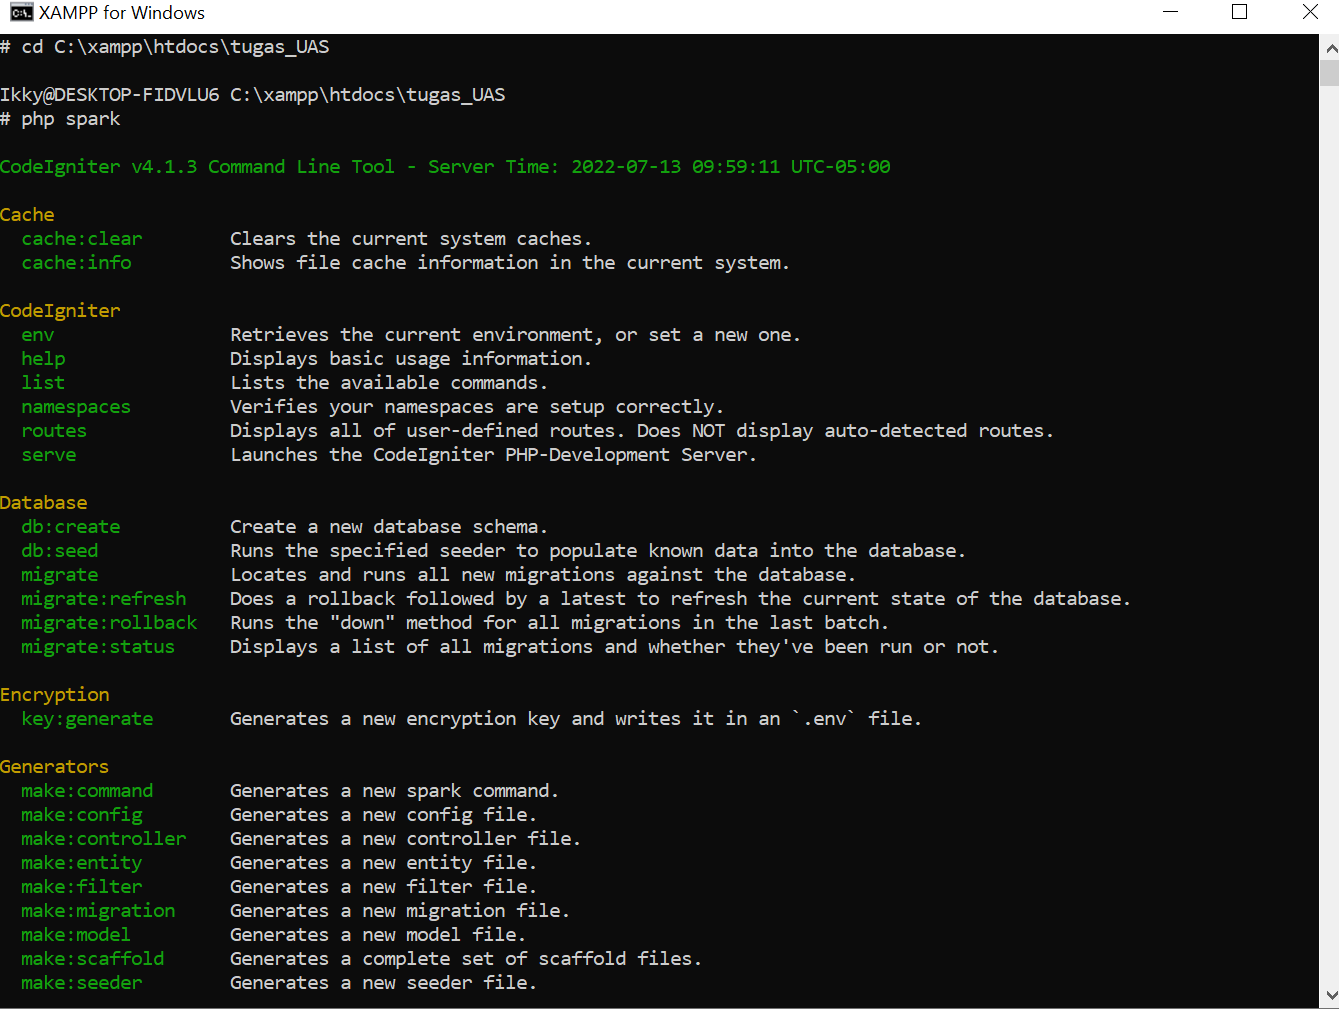 XAMPP for Windows
# cd C:\xampp\htdocs\tugas_UAS
Ikky@DESKTOP-FIDVLU6 C:\xampp\htdocs\tugas_UAS
# php spark
CodeIgniter v4.1.3 Command Line Tool - Server Time: 2022-07-13 09:59:11 UTC-05:00
Cache
cache:clear Clears the current system caches.
cache:info Shows file cache information in the current system.
CodeIgniter
env Retrieves the current environment, or set a new one.
help Displays basic usage information.
list Lists the available commands.
namespaces Verifies your namespaces are setup correctly.
routes Displays all of user-defined routes. Does NOT display auto-detected routes.
serve Launches the CodeIgniter PHP-Development Server.
Database
db:create Create a new database schema.
db:seed Runs the specified seeder to populate known data into the database.
migrate Locates and runs all new migrations against the database.
migrate:refresh Does a rollback followed by a latest to refresh the current state of the database.
migrate:rollback Runs the "down" method for all migrations in the last batch.
migrate:status Displays a list of all migrations and whether they've been run or not.
Encryption
key:generate Generates a new encryption key and writes it in an `.env` file.
Generators
make:command Generates a new spark command.
make:config Generates a new config file.
make:controller Generates a new controller file.
make:entity Generates a new entity file.
make:filter Generates a new filter file.
make:migration Generates a new migration file.
make:model Generates a new model file.
make:scaffold Generates a complete set of scaffold files.
make:seeder Generates a new seeder file.